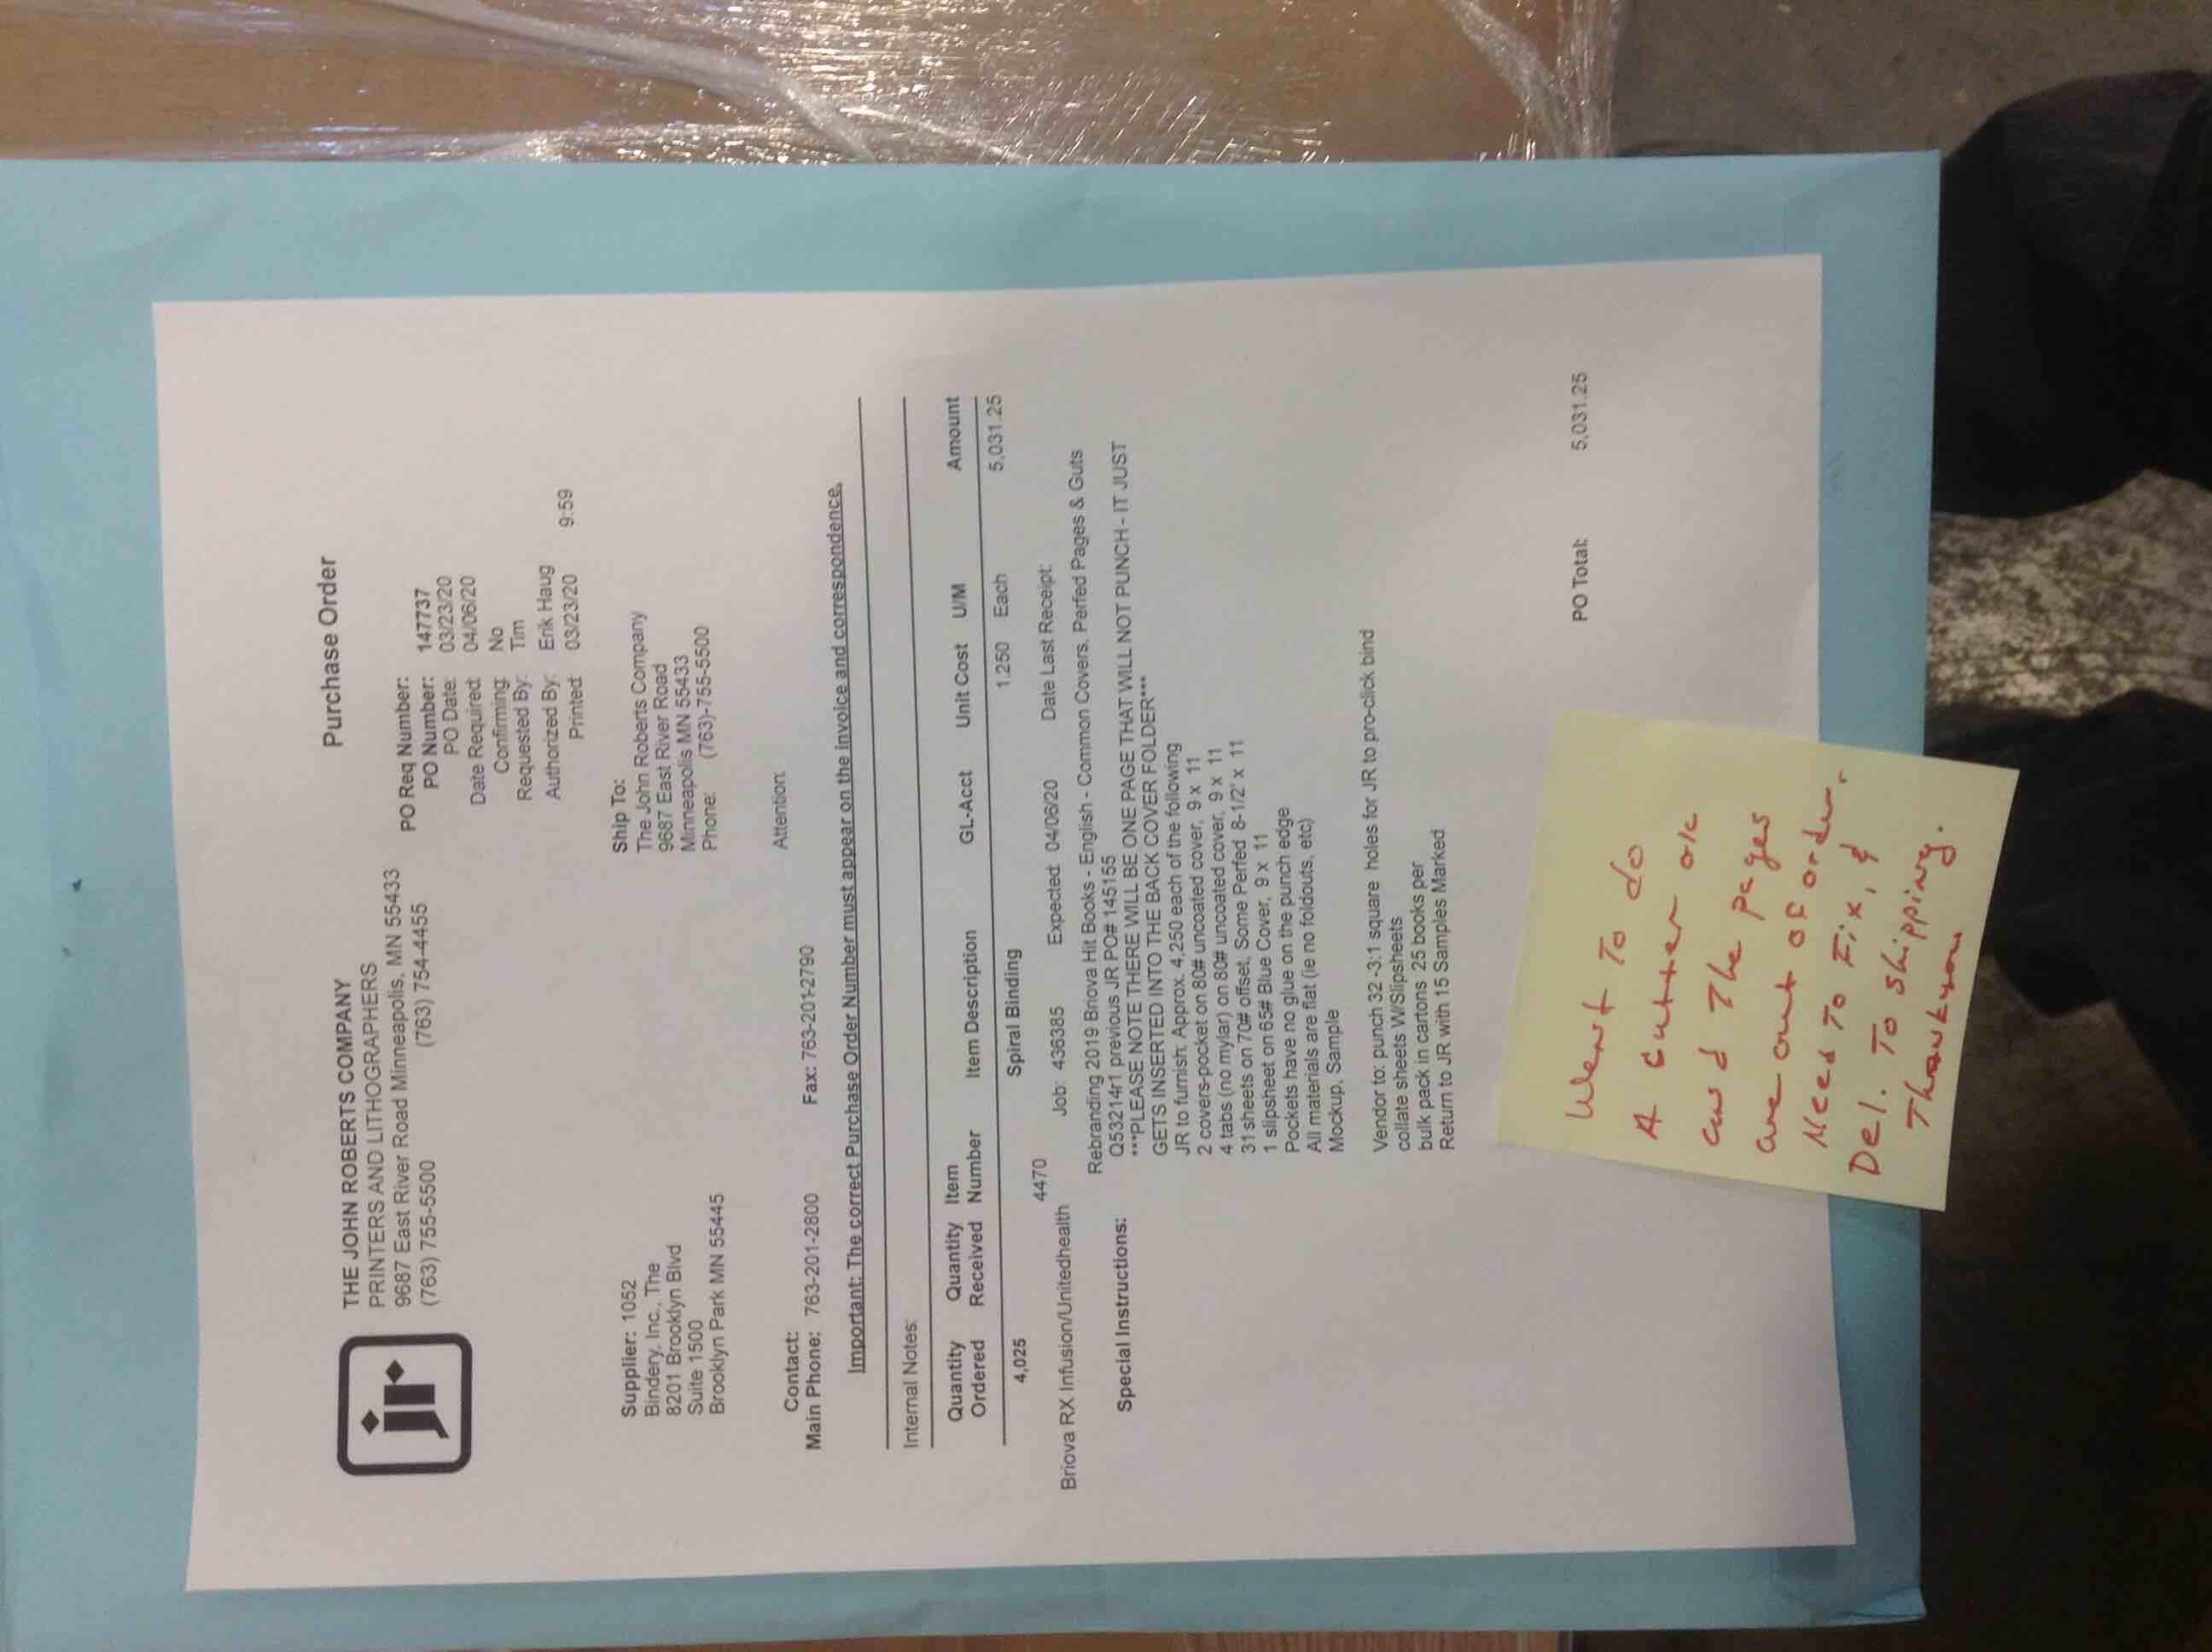 jr
THE JOHN ROBERTS COMPANY
PRINTERS AND LITHOGRAPHERS
9687 East River Road Minneapolis, MN 55433
(763) 755-5500 (763) 754-4455
Purchase Order
PO Req Number:
PO Number: 147737
PO Date: 03/23/20
Date Required: 04/06/20
Confirming: No
Requested By: Tim
Authorized By: Erik Haug
Printed: 03/23/20 9:59
Supplier: 1052
Bindery, Inc., The
8201 Brooklyn Blvd
Suite 1500
Brooklyn Park MN 55445
Ship To:
The John Roberts Company
9687 East River Road
Minneapolis MN 55433
Phone: (763)-755-5500
Contact: Attention:
Main Phone: 763-201-2800 Fax: 763-201-2790
Important: The correct Purchase Order Number must appear on the invoice and correspondence.
Internal Notes:
Quantity Ordered Quantity Received Item Number Item Description GL-Acct Unit Cost U/M Amount
4,025 Spiral Binding 1.250 Each 5,031.25
4470
Briova RX Infusion/Unitedhealth Job: 436385 Expected: 04/06/20 Date Last Receipt:
Rebranding 2019 Briova Hit Books - English - Common Covers, Perfed Pages & Guts
Special Instructions: Q53214r1 previous JR PO# 145155
***PLEASE NOTE THERE WILL BE ONE PAGE THAT WILL NOT PUNCH - IT JUST
GETS INSERTED INTO THE BACK COVER FOLDER***
JR to furnish: Approx. 4,250 each of the following
2 covers-pocket on 80# uncoated cover, 9 x 11
4 tabs (no mylar) on 80# uncoated cover, 9 x 11
31 sheets on 70# offset, Some Perfed 8-1/2" x 11
1 slipsheet on 65# Blue Cover, 9 x 11
Pockets have no glue on the punch edge
All materials are flat (ie no foldouts, etc)
Mockup, Sample
Vendor to: punch 32 -3:1 square holes for JR to pro-click bind
collate sheets W/Slipsheets
bulk pack in cartons 25 books per
Return to JR with 15 Samples Marked
PO Total: 5,031.25
Went To do
A cutter ok
and The pages
are out of order.
Need To Fix, &
Del. To shipping.
Thank you